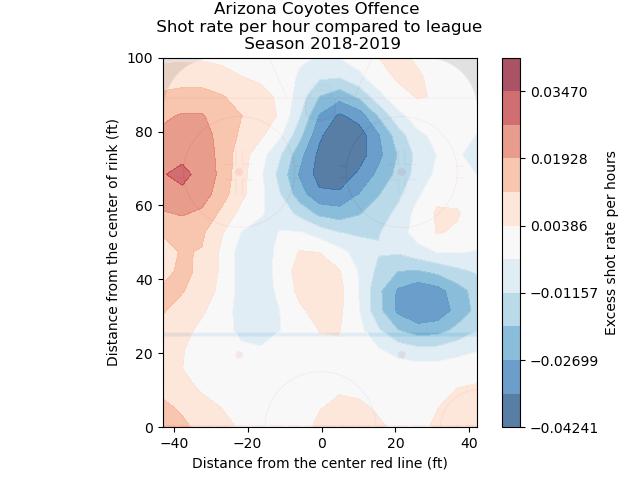 Arizona Coyotes Offence
Shot rate per hour compared to league
Season 2018-2019
100
80
60
40
20
0
−40
−20
0
20
40
Distance from the center of rink (ft)
Distance from the center red line (ft)
0.03470
0.01928
0.00386
−0.01157
−0.02699
−0.04241
Excess shot rate per hours